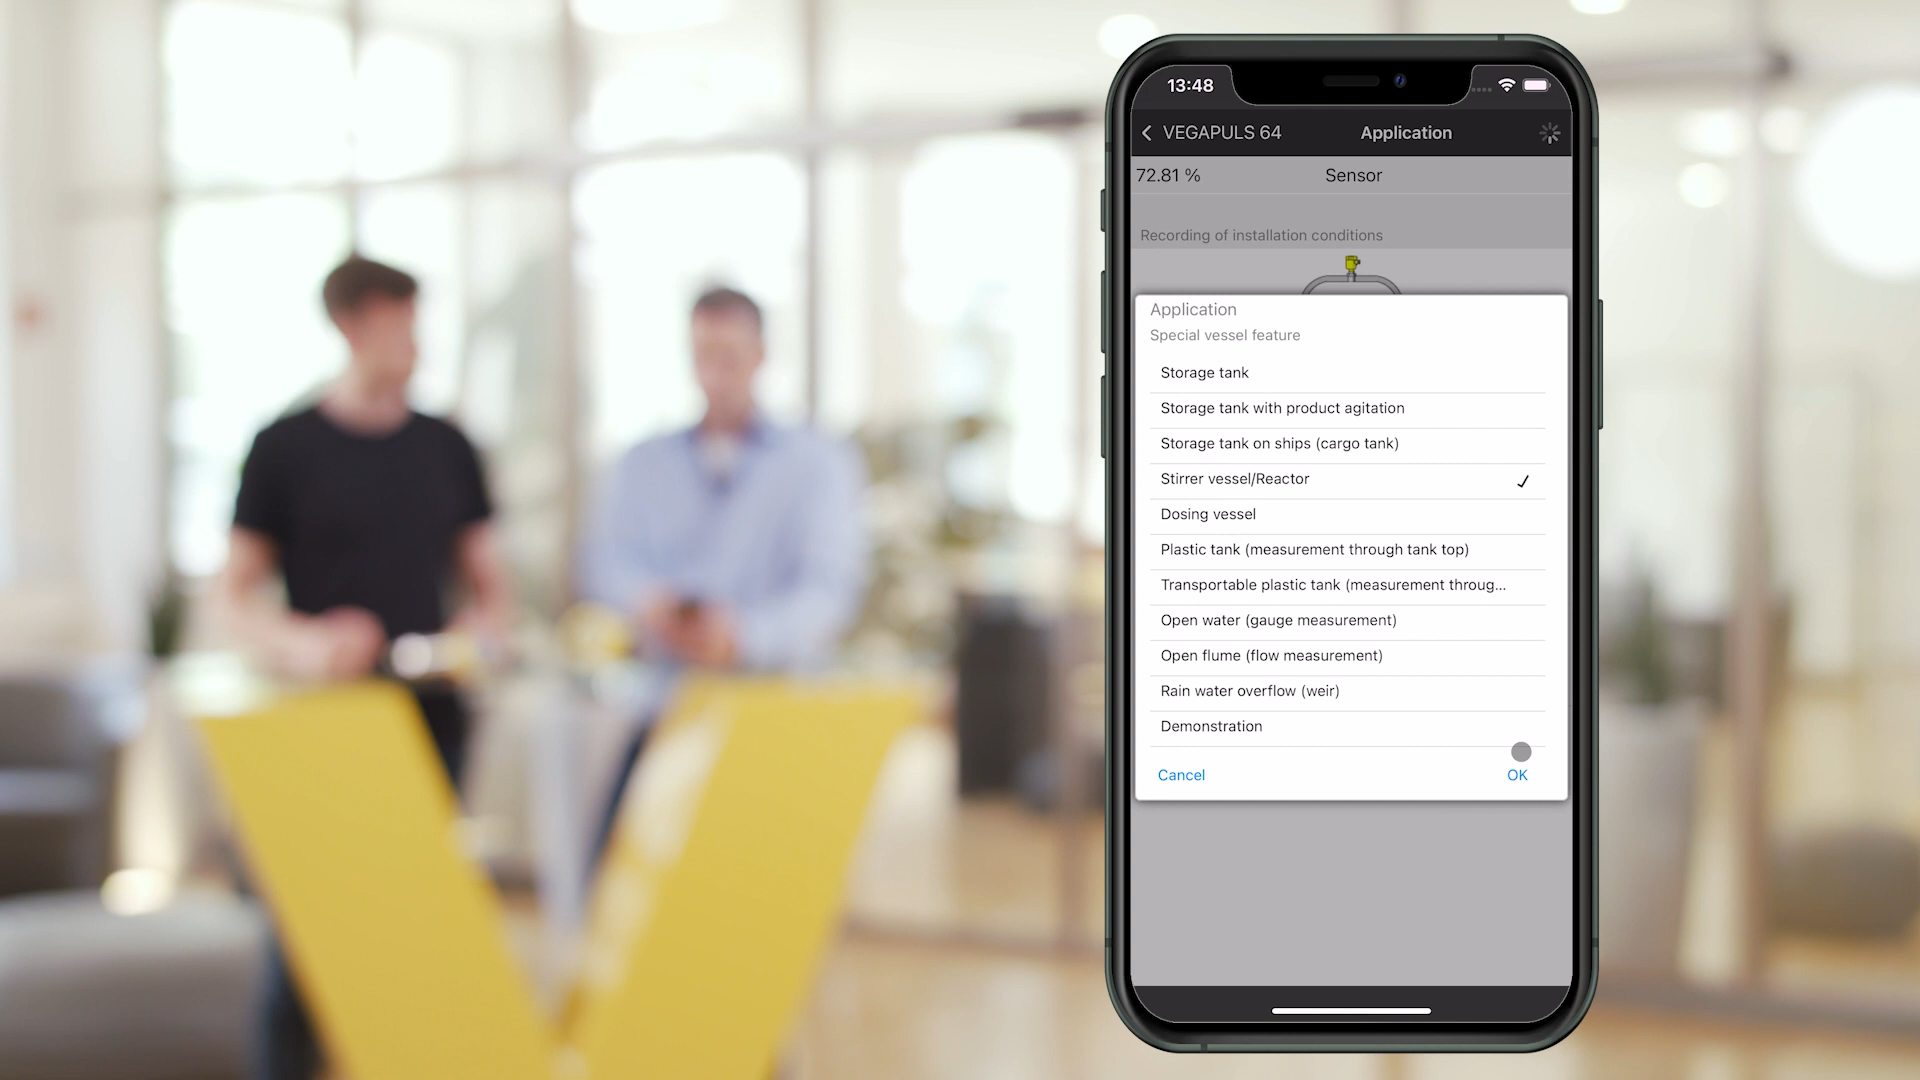 13:48
VEGAPULS 64
Application
72.81 %
Sensor
Recording of installation conditions
Application
Special vessel feature
Storage tank
Storage tank with product agitation
Storage tank on ships (cargo tank)
Stirrer vessel/Reactor
Dosing vessel
Plastic tank (measurement through tank top)
Transportable plastic tank (measurement throug...
Open water (gauge measurement)
Open flume (flow measurement)
Rain water overflow (weir)
Demonstration
Cancel
OK